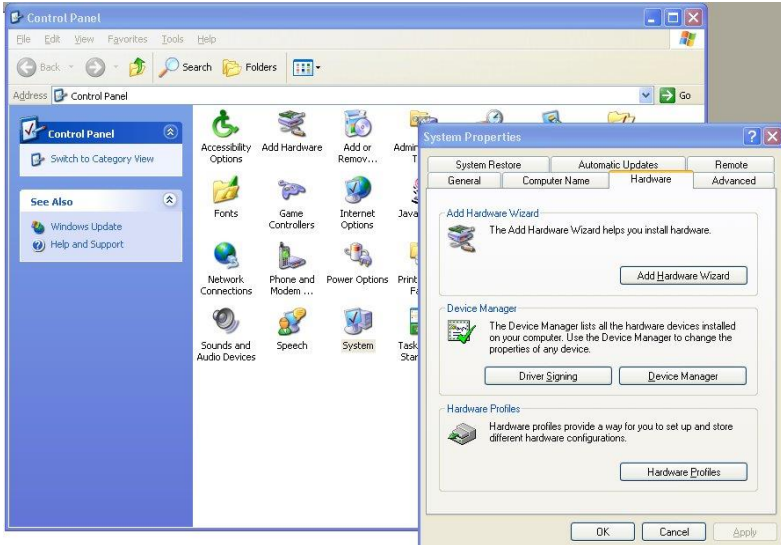 Control Panel
File Edit View Favorites Tools Help
Back Search Folders
Address Control Panel Go
Control Panel
Switch to Category View
See Also
Windows Update
Help and Support
Accessibility Options
Add Hardware
Add or Remov...
Admin
T
Fonts
Game Controllers
Internet Options
Java
Network Connections
Phone and Modem ...
Power Options
Print
Fa
Sounds and Audio Devices
Speech
System
Task
Star
System Properties
System Restore Automatic Updates Remote
General Computer Name Hardware Advanced
Add Hardware Wizard
The Add Hardware Wizard helps you install hardware.
Add Hardware Wizard
Device Manager
The Device Manager lists all the hardware devices installed
on your computer. Use the Device Manager to change the
properties of any device.
Driver Signing Device Manager
Hardware Profiles
Hardware profiles provide a way for you to set up and store
different hardware configurations.
Hardware Profiles
OK Cancel Apply